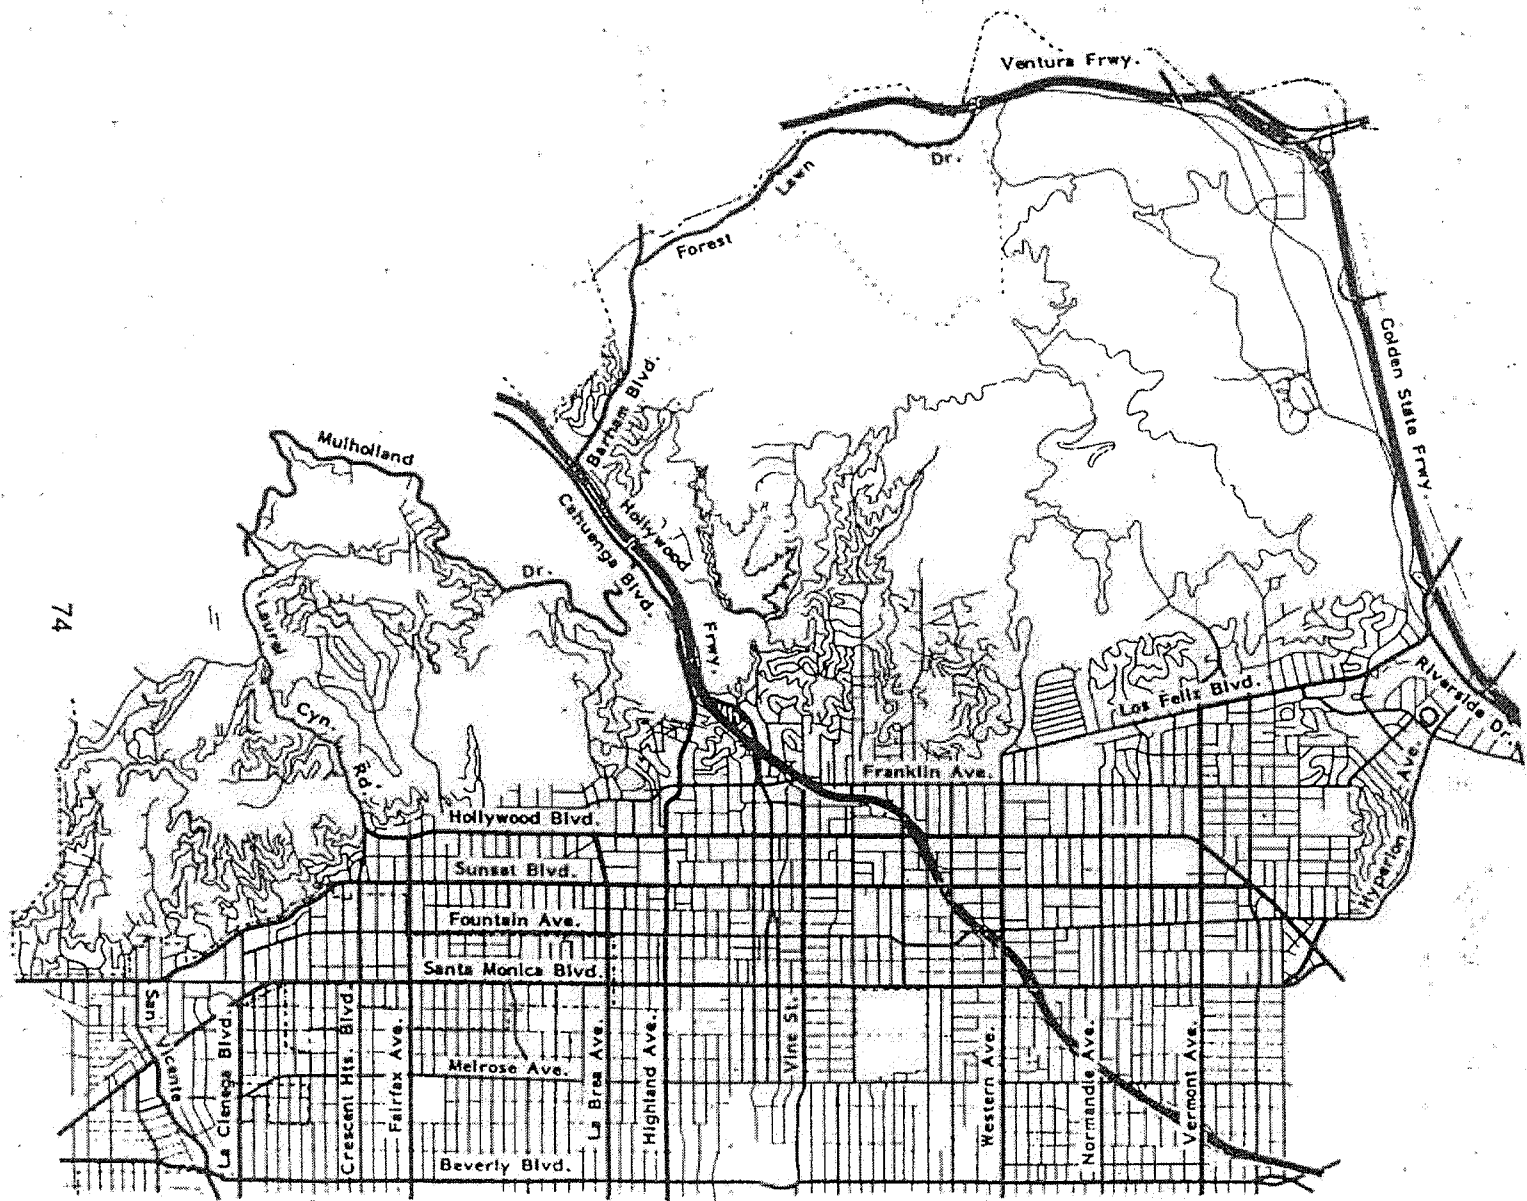 Ventura Frwy.
Forest Lawn Dr.
Golden State Frwy.
Barham Blvd.
Mulholland Dr.
Hollywood Frwy.
Cahuenga Blvd.
74
Laurel Cyn. Rd.
Los Feliz Blvd.
Riverside Dr.
Franklin Ave.
Hyperion Ave.
Hollywood Blvd.
Sunset Blvd.
Fountain Ave.
Santa Monica Blvd.
San Vicente
La Cienega Blvd.
Crescent Hts. Blvd.
Fairfax Ave.
La Brea Ave.
Highland Ave.
Vine St.
Western Ave.
Normandie Ave.
Vermont Ave.
Melrose Ave.
Beverly Blvd.